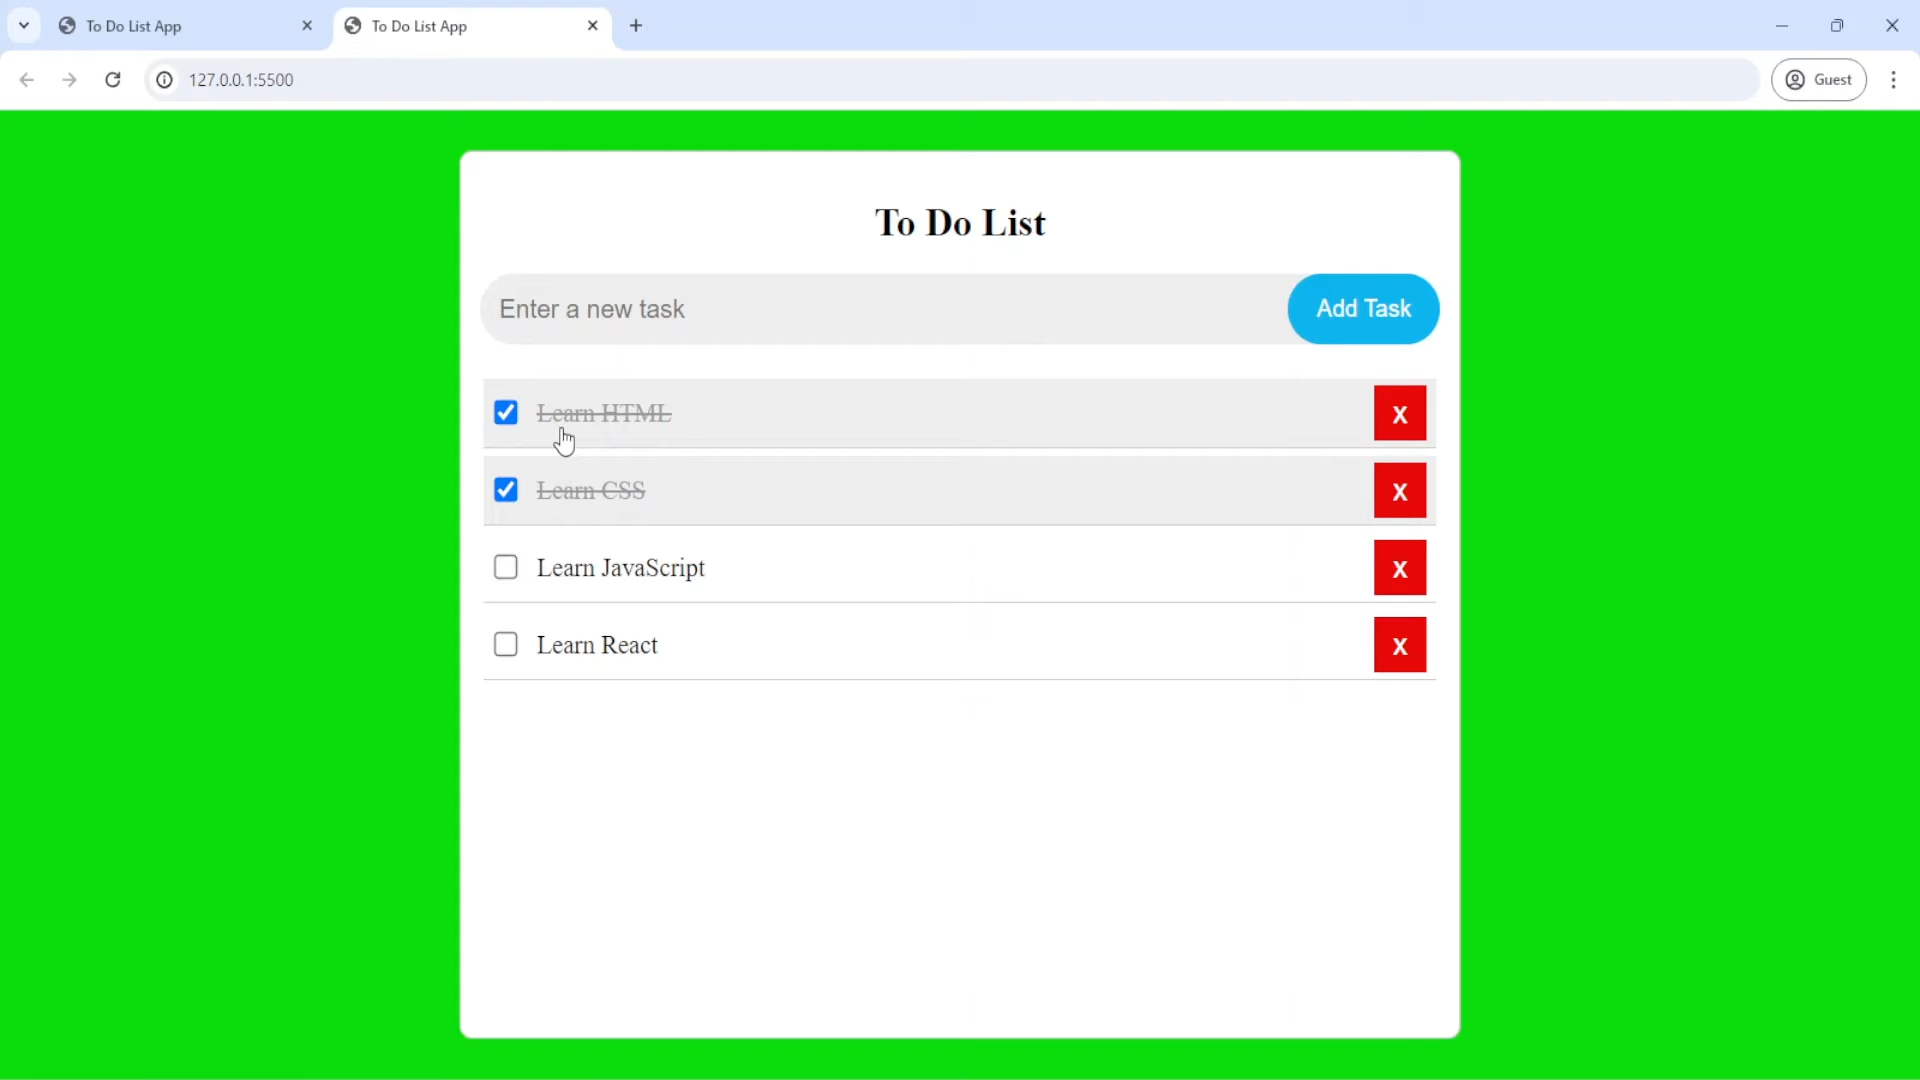 To Do List App
To Do List App
127.0.0.1:5500
Guest
To Do List
Enter a new task
Add Task
Learn HTML
X
Learn CSS
X
Learn JavaScript
X
Learn React
X